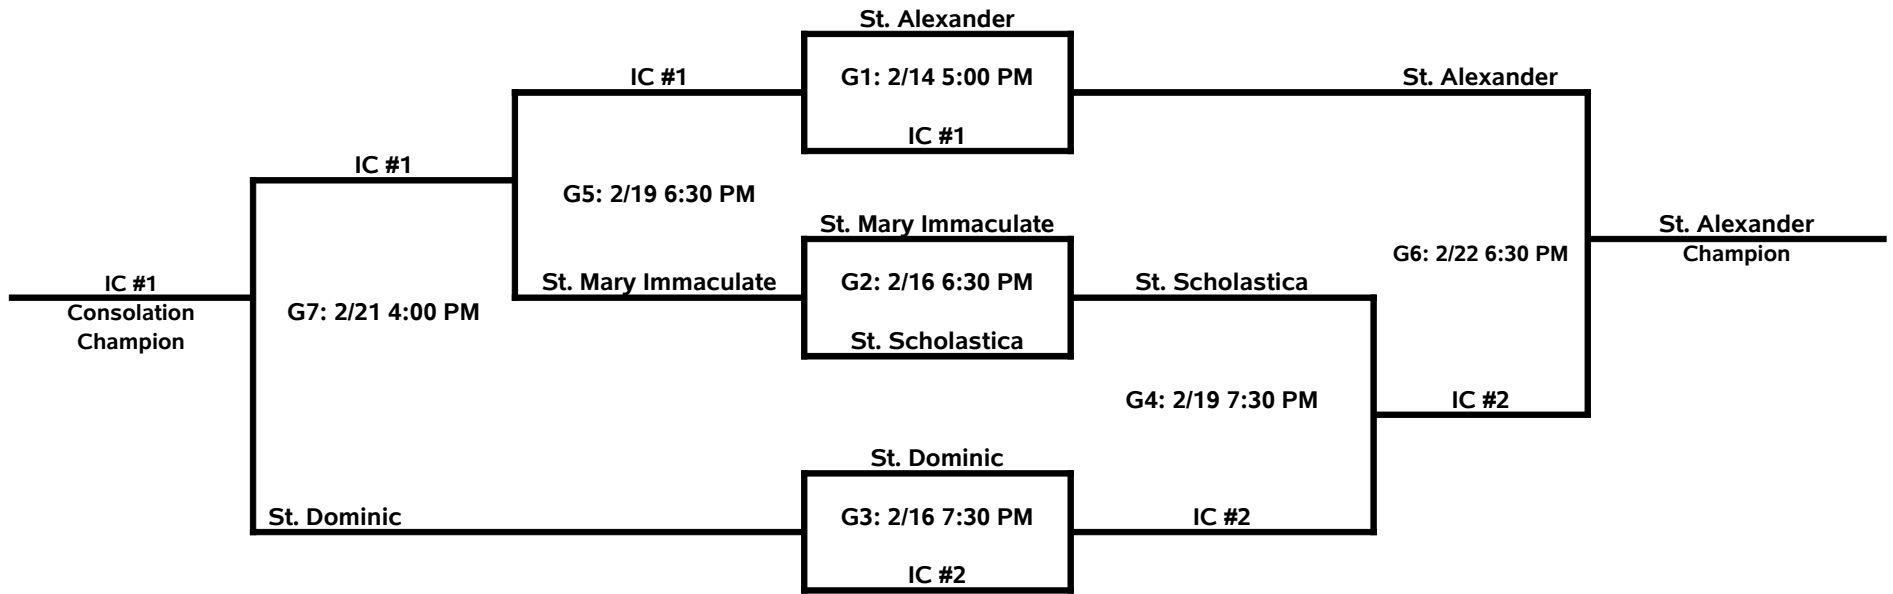 St. Alexander
IC #1
G1: 2/14 5:00 PM
St. Alexander
IC #1
IC #1
G5: 2/19 6:30 PM
St. Mary Immaculate
St. Alexander
G6: 2/22 6:30 PM
Champion
IC #1
St. Mary Immaculate
G2: 2/16 6:30 PM
St. Scholastica
Consolation
Champion
G7: 2/21 4:00 PM
St. Scholastica
G4: 2/19 7:30 PM
IC #2
St. Dominic
St. Dominic
G3: 2/16 7:30 PM
IC #2
IC #2